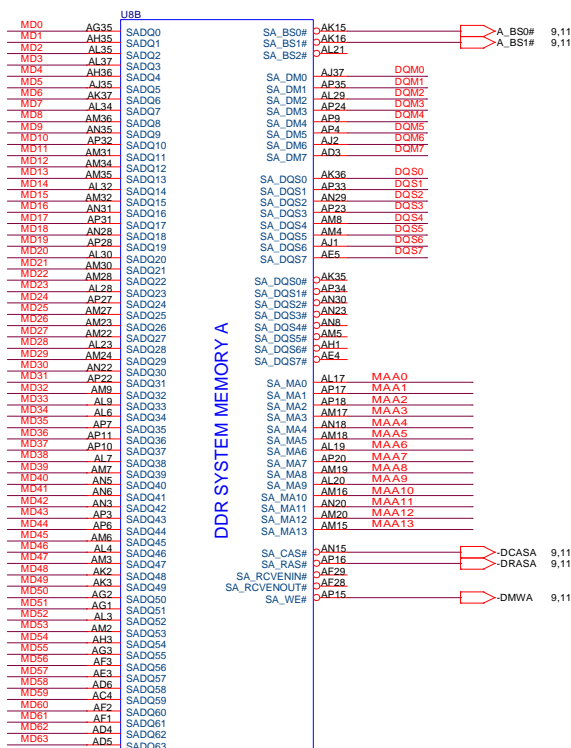 U8B
MD0 AG35 SADQ0
MD1 AH35 SADQ1
MD2 AL35 SADQ2
MD3 AL37 SADQ3
MD4 AH36 SADQ4
MD5 AJ35 SADQ5
MD6 AK37 SADQ6
MD7 AL34 SADQ7
MD8 AM36 SADQ8
MD9 AN35 SADQ9
MD10 AP32 SADQ10
MD11 AM31 SADQ11
MD12 AM34 SADQ12
MD13 AM35 SADQ13
MD14 AL32 SADQ14
MD15 AM32 SADQ15
MD16 AN31 SADQ16
MD17 AP31 SADQ17
MD18 AN28 SADQ18
MD19 AP28 SADQ19
MD20 AL30 SADQ20
MD21 AM30 SADQ21
MD22 AM28 SADQ22
MD23 AL28 SADQ23
MD24 AP27 SADQ24
MD25 AM27 SADQ25
MD26 AM23 SADQ26
MD27 AM22 SADQ27
MD28 AL23 SADQ28
MD29 AM24 SADQ29
MD30 AN22 SADQ30
MD31 AP22 SADQ31
MD32 AM9 SADQ32
MD33 AL9 SADQ33
MD34 AL6 SADQ34
MD35 AP7 SADQ35
MD36 AP11 SADQ36
MD37 AP10 SADQ37
MD38 AL7 SADQ38
MD39 AM7 SADQ39
MD40 AN5 SADQ40
MD41 AN6 SADQ41
MD42 AN3 SADQ42
MD43 AP3 SADQ43
MD44 AP6 SADQ44
MD45 AM6 SADQ45
MD46 AL4 SADQ46
MD47 AM3 SADQ47
MD48 AK2 SADQ48
MD49 AK3 SADQ49
MD50 AG2 SADQ50
MD51 AG1 SADQ51
MD52 AL3 SADQ52
MD53 AM2 SADQ53
MD54 AH3 SADQ54
MD55 AG3 SADQ55
MD56 AF3 SADQ56
MD57 AE3 SADQ57
MD58 AD6 SADQ58
MD59 AC4 SADQ59
MD60 AF2 SADQ60
MD61 AF1 SADQ61
MD62 AD4 SADQ62
MD63 AD5 SADQ63
DDR SYSTEM MEMORY A
SA_BS0# AK15 A_BS0# 9,11
SA_BS1# AK16 A_BS1# 9,11
SA_BS2# AL21
SA_DM0 AJ37 DQM0
SA_DM1 AP35 DQM1
SA_DM2 AL29 DQM2
SA_DM3 AP24 DQM3
SA_DM4 AP9 DQM4
SA_DM5 AP4 DQM5
SA_DM6 AJ2 DQM6
SA_DM7 AD3 DQM7
SA_DQS0 AK36 DQS0
SA_DQS1 AP33 DQS1
SA_DQS2 AN29 DQS2
SA_DQS3 AP23 DQS3
SA_DQS4 AM8 DQS4
SA_DQS5 AM4 DQS5
SA_DQS6 AJ1 DQS6
SA_DQS7 AE5 DQS7
SA_DQS0# AK35
SA_DQS1# AP34
SA_DQS2# AN30
SA_DQS3# AN23
SA_DQS4# AN8
SA_DQS5# AM5
SA_DQS6# AH1
SA_DQS7# AE4
SA_MA0 AL17 MAA0
SA_MA1 AP17 MAA1
SA_MA2 AP18 MAA2
SA_MA3 AM17 MAA3
SA_MA4 AN18 MAA4
SA_MA5 AM18 MAA5
SA_MA6 AL19 MAA6
SA_MA7 AP20 MAA7
SA_MA8 AM19 MAA8
SA_MA9 AL20 MAA9
SA_MA10 AM16 MAA10
SA_MA11 AN20 MAA11
SA_MA12 AM20 MAA12
SA_MA13 AM15 MAA13
SA_CAS# AN15 -DCASA 9,11
SA_RAS# AP16 -DRASA 9,11
SA_RCVENIN# AF29
SA_RCVENOUT# AF28
SA_WE# AP15 -DMWA 9,11